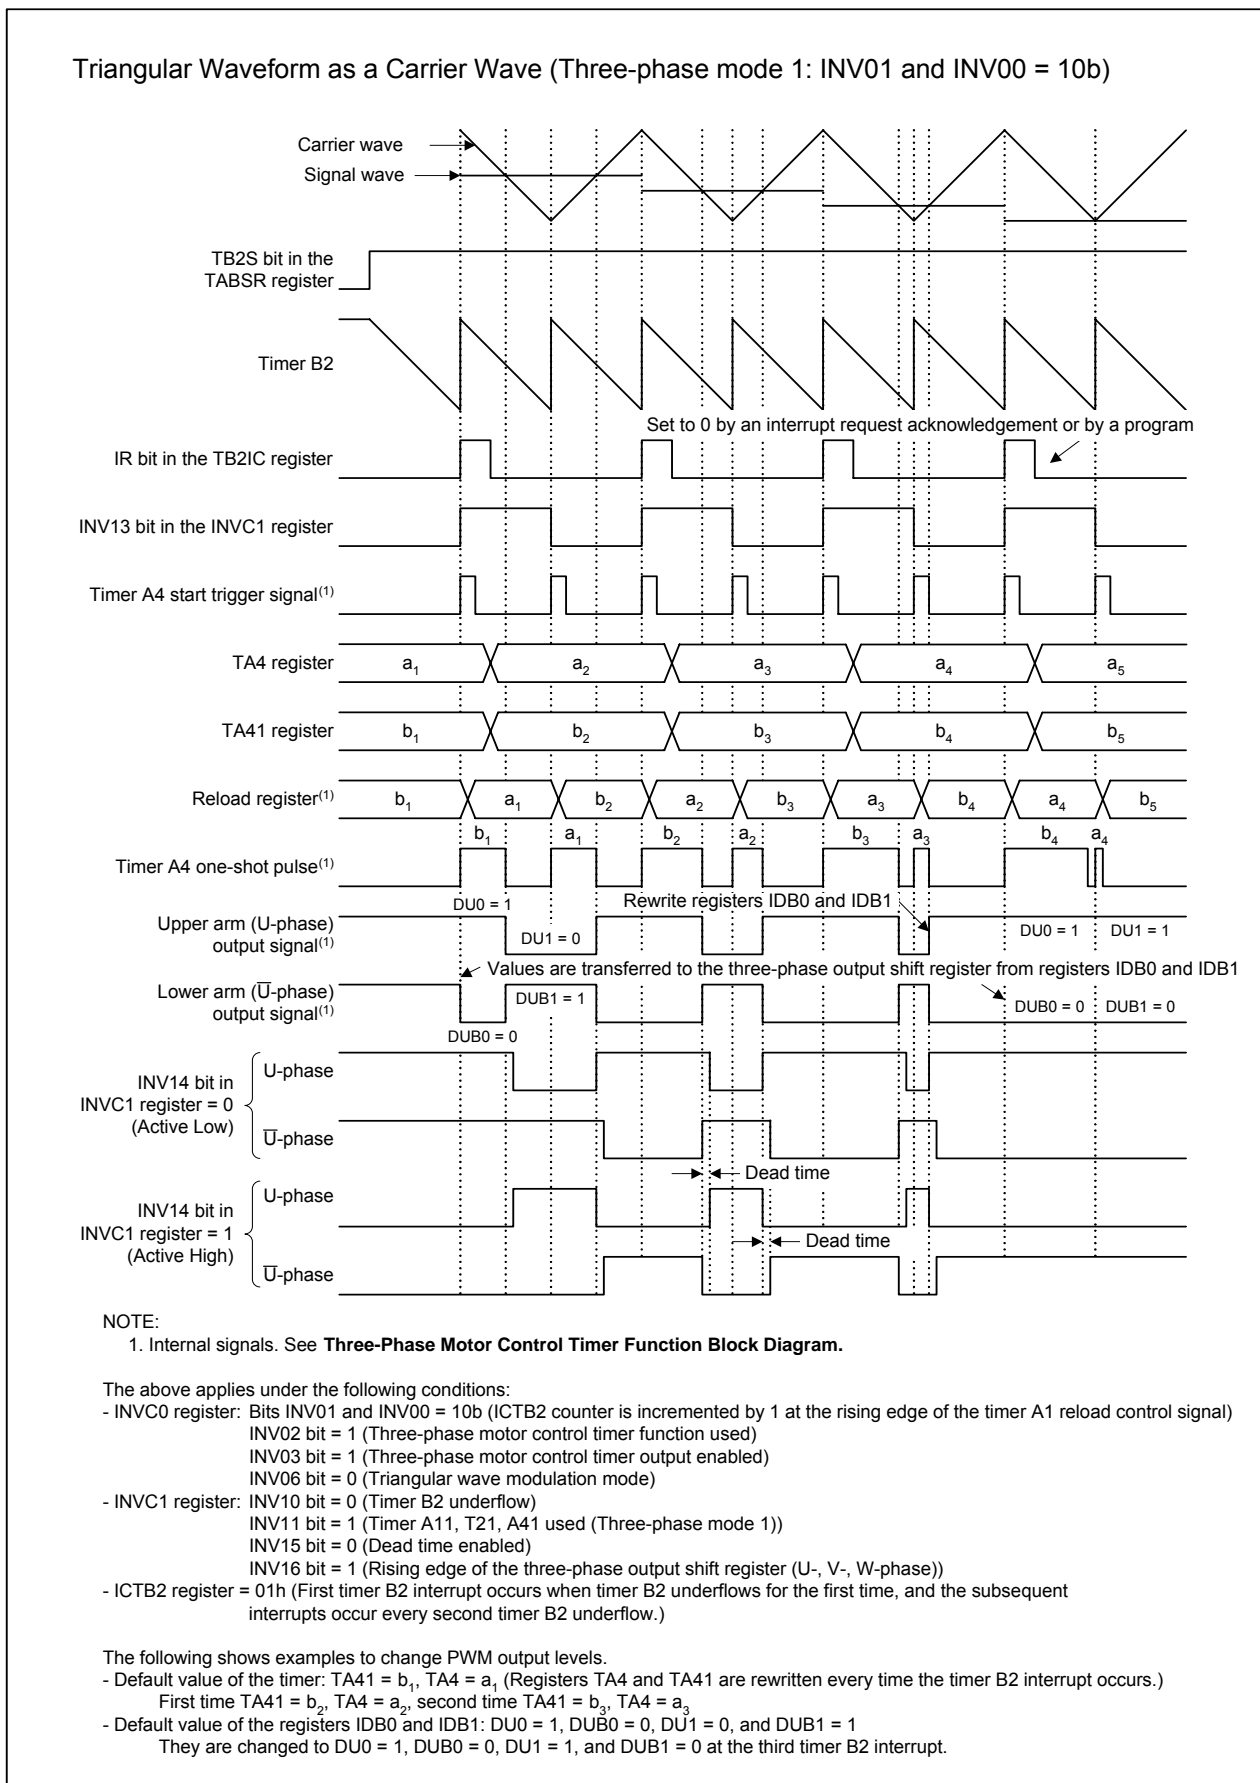 Triangular Waveform as a Carrier Wave (Three-phase mode 1: INV01 and INV00 = 10b)
Carrier wave
Signal wave
TB2S bit in the
TABSR register
Timer B2
Set to 0 by an interrupt request acknowledgement or by a program
IR bit in the TB2IC register
INV13 bit in the INVC1 register
Timer A4 start trigger signal(1)
TA4 register
a1 a2 a3 a4 a5
TA41 register
b1 b2 b3 b4 b5
Reload register(1)
b1 a1 b2 a2 b3 a3 b4 a4 b5
b1 a1 b2 a2 b3 a3 b4 a4
Timer A4 one-shot pulse(1)
DU0 = 1
Rewrite registers IDB0 and IDB1
Upper arm (U-phase)
output signal(1)
DU1 = 0
DU0 = 1
DU1 = 1
Values are transferred to the three-phase output shift register from registers IDB0 and IDB1
Lower arm (U̅-phase)
output signal(1)
DUB1 = 1
DUB0 = 0
DUB1 = 0
DUB0 = 0
INV14 bit in
INVC1 register = 0
(Active Low)
U-phase
U̅-phase
Dead time
INV14 bit in
INVC1 register = 1
(Active High)
U-phase
Dead time
U̅-phase
NOTE:
1. Internal signals. See Three-Phase Motor Control Timer Function Block Diagram.
The above applies under the following conditions:
- INVC0 register: Bits INV01 and INV00 = 10b (ICTB2 counter is incremented by 1 at the rising edge of the timer A1 reload control signal)
INV02 bit = 1 (Three-phase motor control timer function used)
INV03 bit = 1 (Three-phase motor control timer output enabled)
INV06 bit = 0 (Triangular wave modulation mode)
- INVC1 register: INV10 bit = 0 (Timer B2 underflow)
INV11 bit = 1 (Timer A11, T21, A41 used (Three-phase mode 1))
INV15 bit = 0 (Dead time enabled)
INV16 bit = 1 (Rising edge of the three-phase output shift register (U-, V-, W-phase))
- ICTB2 register = 01h (First timer B2 interrupt occurs when timer B2 underflows for the first time, and the subsequent
interrupts occur every second timer B2 underflow.)
The following shows examples to change PWM output levels.
- Default value of the timer: TA41 = b1, TA4 = a1 (Registers TA4 and TA41 are rewritten every time the timer B2 interrupt occurs.)
First time TA41 = b2, TA4 = a2, second time TA41 = b3, TA4 = a3
- Default value of the registers IDB0 and IDB1: DU0 = 1, DUB0 = 0, DU1 = 0, and DUB1 = 1
They are changed to DU0 = 1, DUB0 = 0, DU1 = 1, and DUB1 = 0 at the third timer B2 interrupt.